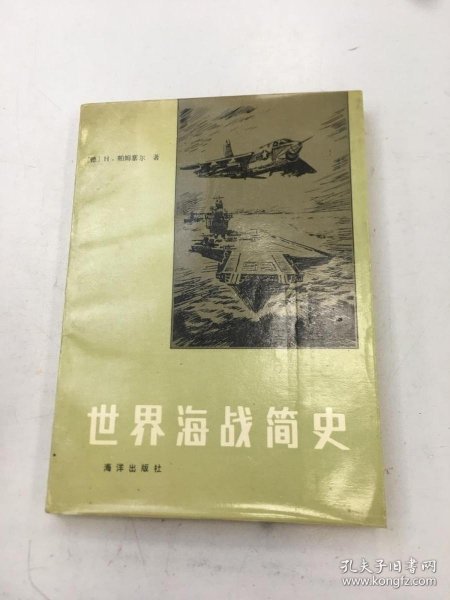 [德] H·帕姆塞尔 著
世界海战简史
海洋出版社
孔夫子旧书网
www.kongfz.com